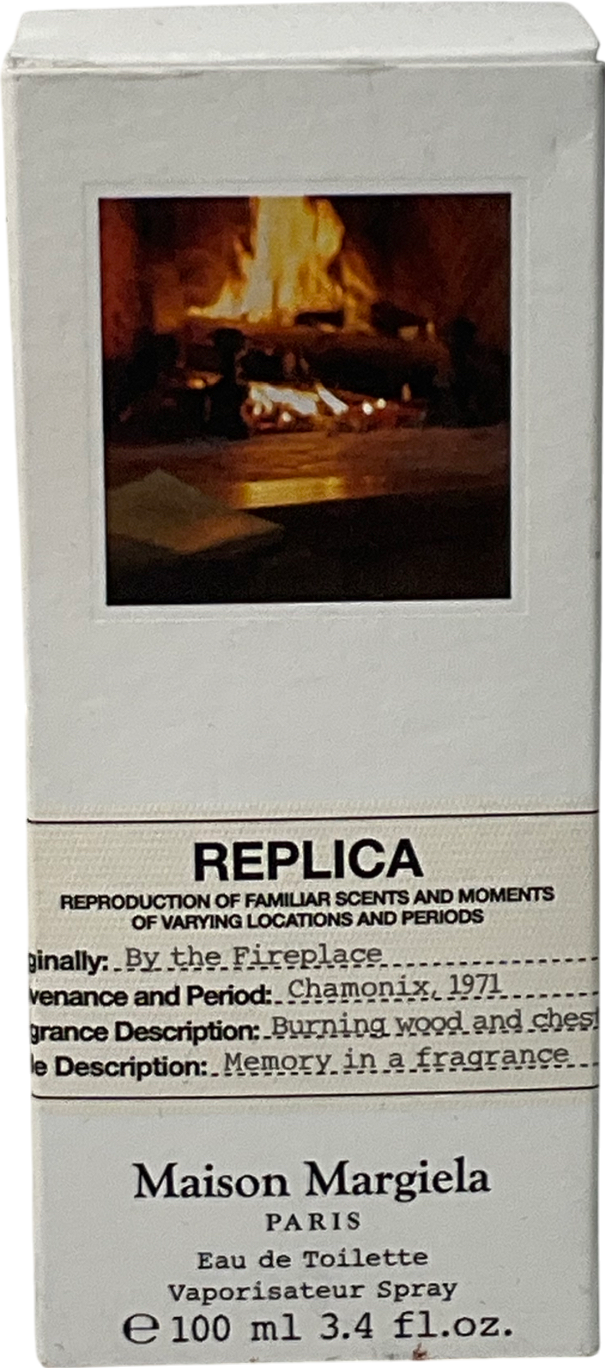 REPLICA
REPRODUCTION OF FAMILIAR SCENTS AND MOMENTS
OF VARYING LOCATIONS AND PERIODS
ginally: By the Fireplace
venance and Period: Chamonix, 1971
grance Description: Burning wood and chest
le Description: Memory in a fragrance
Maison Margiela
PARIS
Eau de Toilette
Vaporisateur Spray
℮ 100 ml 3.4 fl.oz.